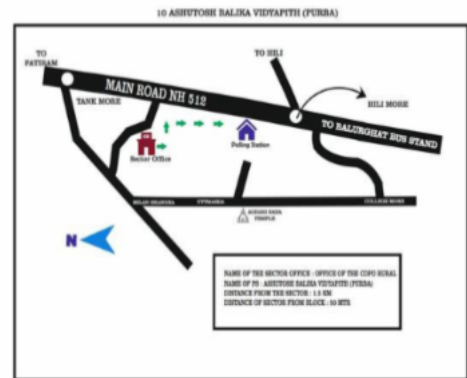 10 ASHUTOSH BALIKA VIDYAPITH (PURBA)
TO
PATIRAM
TO HILI
MAIN ROAD NH 512
TANK MORE
HILI MORE
TO BALURGHAT BUS STAND
Sector Office
Polling Station
COLLEGE MORE
TEMPLE
N
NAME OF THE SECTOR OFFICE : OFFICE OF THE CDPO RURAL
NAME OF PS : ASHUTOSH BALIKA VIDYAPITH (PURBA)
DISTANCE FROM THE SECTOR : 1.5 KM
DISTANCE OF SECTOR FROM BLOCK : 50 MTR